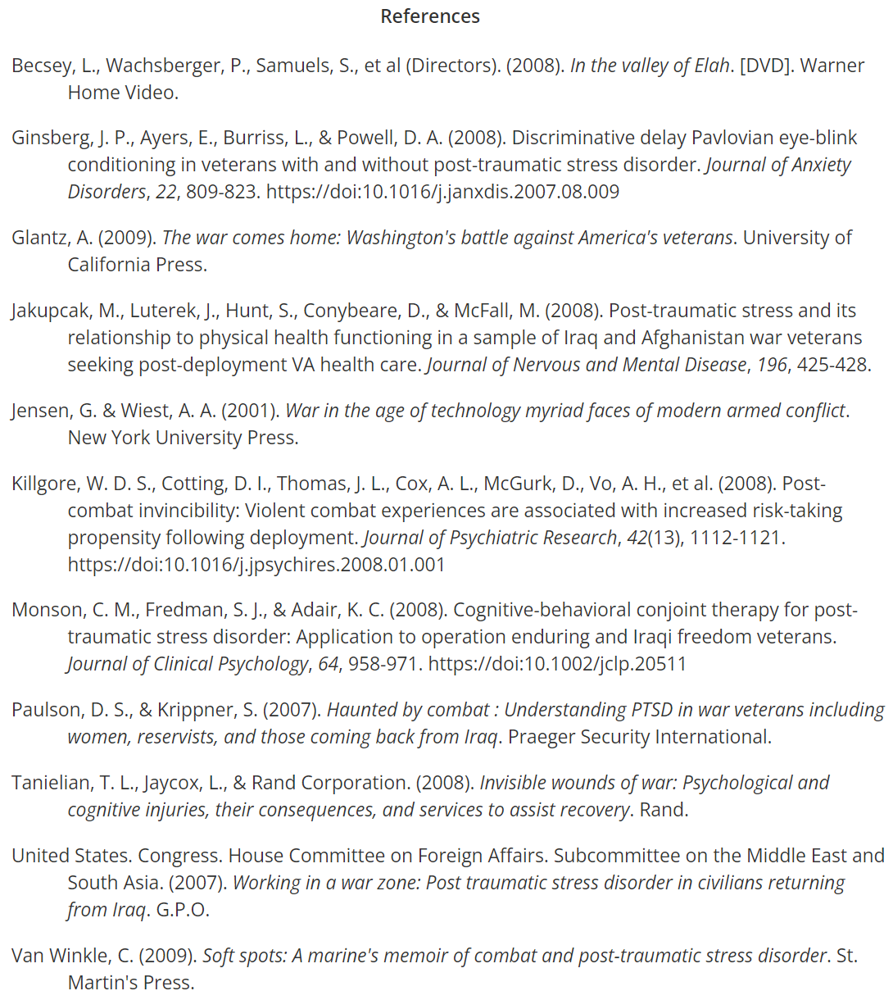 References
Becsey, L., Wachsberger, P., Samuels, S., et al (Directors). (2008). In the valley of Elah. [DVD]. Warner
Home Video.
Ginsberg, J. P., Ayers, E., Burriss, L., & Powell, D. A. (2008). Discriminative delay Pavlovian eye-blink
conditioning in veterans with and without post-traumatic stress disorder. Journal of Anxiety
Disorders, 22, 809-823. https://doi:10.1016/j.janxdis.2007.08.009
Glantz, A. (2009). The war comes home: Washington's battle against America's veterans. University of
California Press.
Jakupcak, M., Luterek, J., Hunt, S., Conybeare, D., & McFall, M. (2008). Post-traumatic stress and its
relationship to physical health functioning in a sample of Iraq and Afghanistan war veterans
seeking post-deployment VA health care. Journal of Nervous and Mental Disease, 196, 425-428.
Jensen, G. & Wiest, A. A. (2001). War in the age of technology myriad faces of modern armed conflict.
New York University Press.
Killgore, W. D. S., Cotting, D. I., Thomas, J. L., Cox, A. L., McGurk, D., Vo, A. H., et al. (2008). Post-
combat invincibility: Violent combat experiences are associated with increased risk-taking
propensity following deployment. Journal of Psychiatric Research, 42(13), 1112-1121.
https://doi:10.1016/j.jpsychires.2008.01.001
Monson, C. M., Fredman, S. J., & Adair, K. C. (2008). Cognitive-behavioral conjoint therapy for post-
traumatic stress disorder: Application to operation enduring and Iraqi freedom veterans.
Journal of Clinical Psychology, 64, 958-971. https://doi:10.1002/jclp.20511
Paulson, D. S., & Krippner, S. (2007). Haunted by combat : Understanding PTSD in war veterans including
women, reservists, and those coming back from Iraq. Praeger Security International.
Tanielian, T. L., Jaycox, L., & Rand Corporation. (2008). Invisible wounds of war: Psychological and
cognitive injuries, their consequences, and services to assist recovery. Rand.
United States. Congress. House Committee on Foreign Affairs. Subcommittee on the Middle East and
South Asia. (2007). Working in a war zone: Post traumatic stress disorder in civilians returning
from Iraq. G.P.O.
Van Winkle, C. (2009). Soft spots: A marine's memoir of combat and post-traumatic stress disorder. St.
Martin's Press.